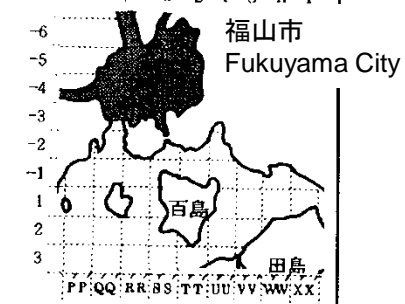 福山市
Fukuyama City
-6
-5
-4
-3
-2
-1
1
2
3
百島
田島
PP QQ RR SS TT UU VV WW XX